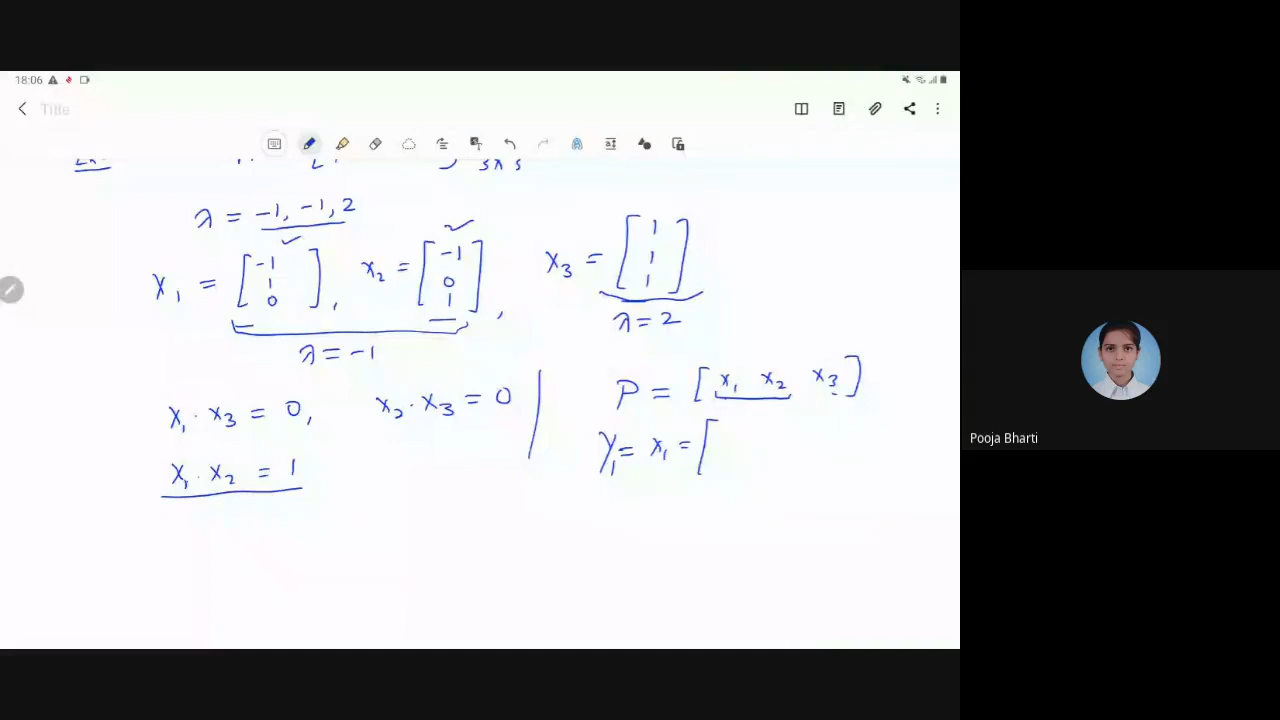 18:06
Title
λ = -1, -1, 2
x₁ = [-1 1 0], x₂ = [-1 0 1], x₃ = [1 1 1]
λ = -1
λ = 2
x₁ · x₃ = 0, x₂ · x₃ = 0
x₁ · x₂ = 1
P = [x₁ x₂ x₃]
Y₁ = x₁ = [
Pooja Bharti